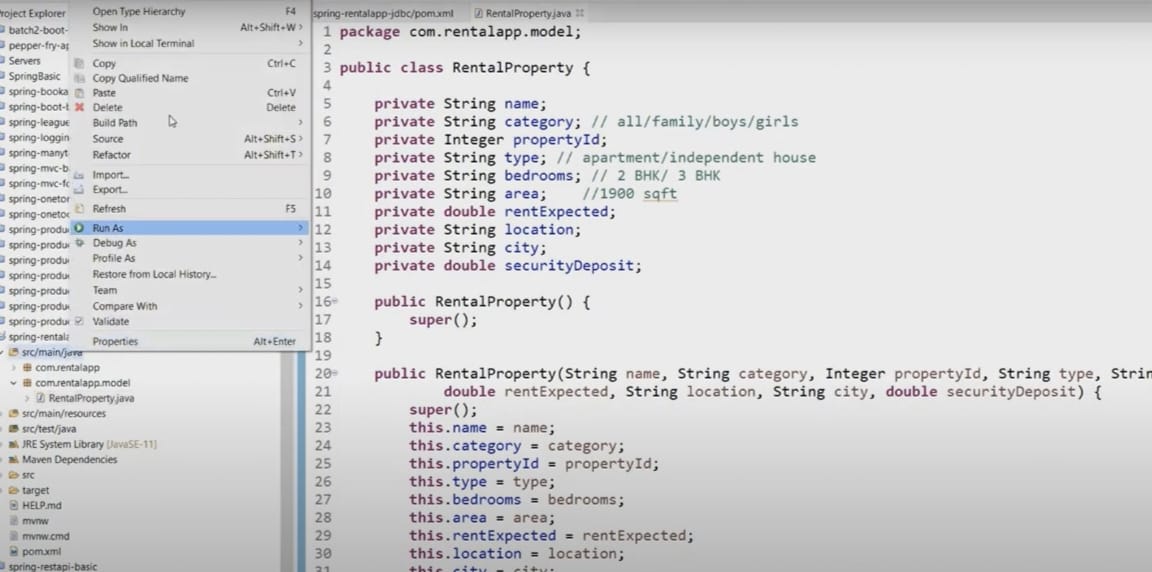 Project Explorer
batch2-boot-
pepper-fry-ap
Servers
SpringBasic
spring-booka
spring-boot-b
spring-league
spring-loggin
spring-manyt
spring-mvc-b
spring-mvc-fo
spring-oneton
spring-onetoo
spring-produ
spring-produ
spring-produ
spring-produ
spring-produ
spring-produ
spring-rentala
src/main/java
com.rentalapp
com.rentalapp.model
RentalProperty.java
src/main/resources
src/test/java
JRE System Library [JavaSE-11]
Maven Dependencies
src
target
HELP.md
mvnw
mvnw.cmd
pom.xml
spring-restapi-basic
Open Type Hierarchy F4
Show In Alt+Shift+W
Show in Local Terminal
Copy Ctrl+C
Copy Qualified Name
Paste Ctrl+V
Delete Delete
Build Path
Source Alt+Shift+S
Refactor Alt+Shift+T
Import...
Export...
Refresh F5
Run As
Debug As
Profile As
Restore from Local History...
Team
Compare With
Validate
Properties Alt+Enter
spring-rentalapp-jdbc/pom.xml RentalProperty.java
1 package com.rentalapp.model;
2
3 public class RentalProperty {
4
5 private String name;
6 private String category; // all/family/boys/girls
7 private Integer propertyId;
8 private String type; // apartment/independent house
9 private String bedrooms; // 2 BHK/ 3 BHK
10 private String area; //1900 sqft
11 private double rentExpected;
12 private String location;
13 private String city;
14 private double securityDeposit;
15
16 public RentalProperty() {
17 super();
18 }
19
20 public RentalProperty(String name, String category, Integer propertyId, String type, Strin
21 double rentExpected, String location, String city, double securityDeposit) {
22 super();
23 this.name = name;
24 this.category = category;
25 this.propertyId = propertyId;
26 this.type = type;
27 this.bedrooms = bedrooms;
28 this.area = area;
29 this.rentExpected = rentExpected;
30 this.location = location;
31 this.city = city;